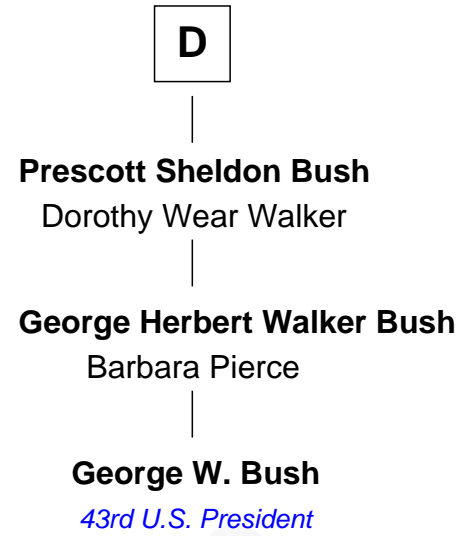 D
Prescott Sheldon Bush
Dorothy Wear Walker
George Herbert Walker Bush
Barbara Pierce
George W. Bush
43rd U.S. President